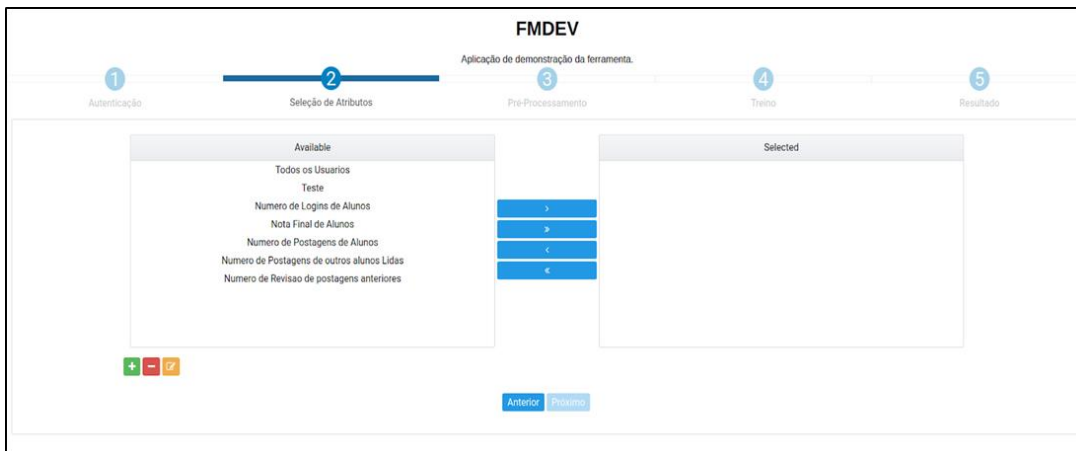 FMDEV
Aplicação de demonstração da ferramenta.
1 2 3 4 5
Autenticação Seleção de Atributos Pré-Processamento Treino Resultado
Available Selected
Todos os Usuarios
Teste
Numero de Logins de Alunos
Nota Final de Alunos
Numero de Postagens de Alunos
Numero de Postagens de outros alunos Lidas
Numero de Revisao de postagens anteriores
›
»
‹
«
+ −
Anterior Próximo